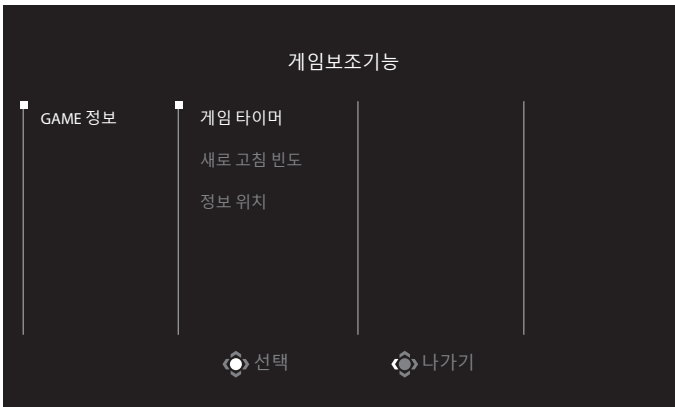 게임보조기능
GAME 정보
게임 타이머
새로 고침 빈도
정보 위치
선택
나가기